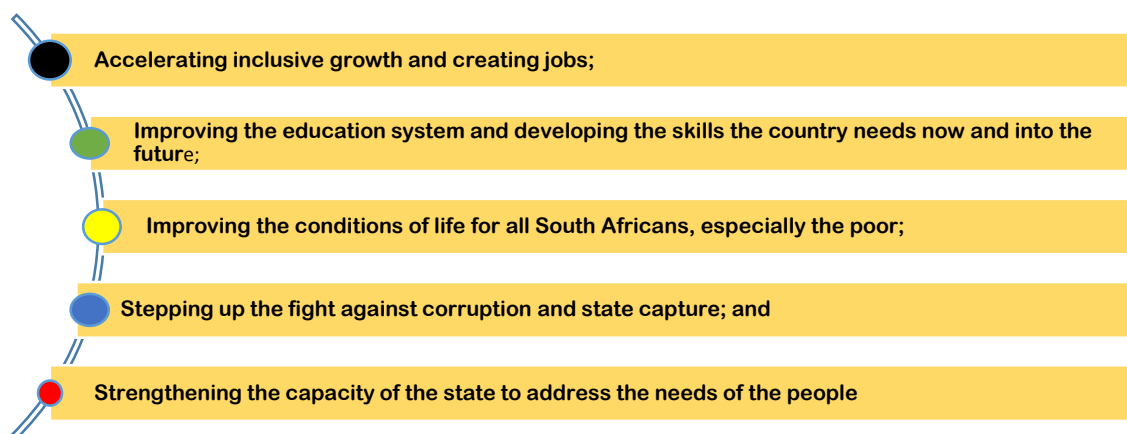 Accelerating inclusive growth and creating jobs;
Improving the education system and developing the skills the country needs now and into the
future;
Improving the conditions of life for all South Africans, especially the poor;
Stepping up the fight against corruption and state capture; and
Strengthening the capacity of the state to address the needs of the people